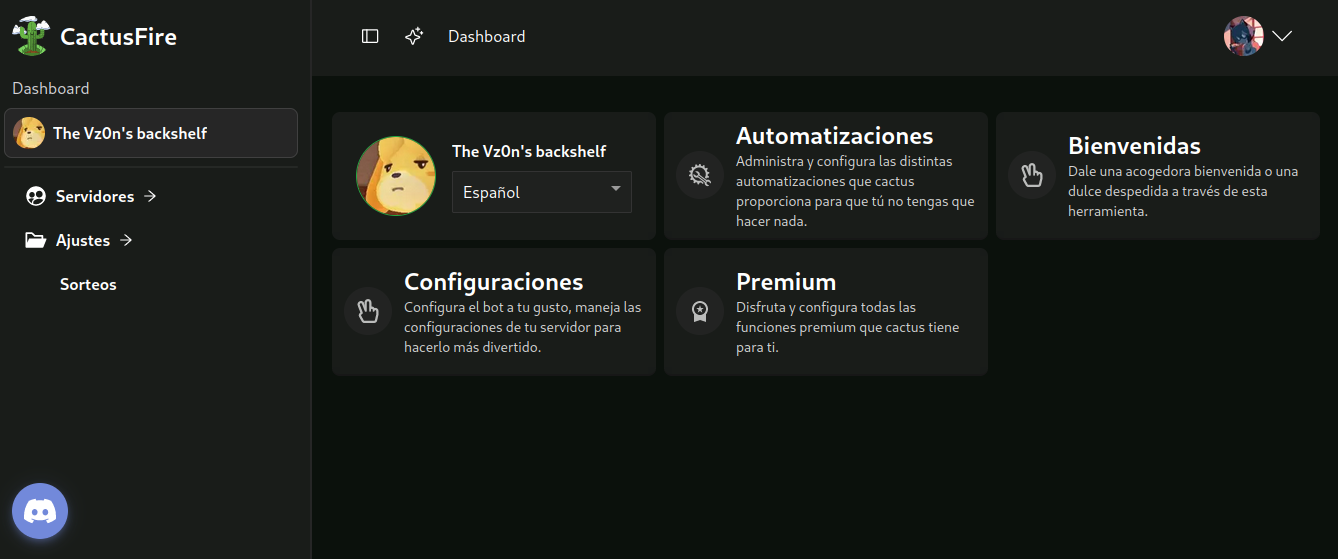 CactusFire
Dashboard
The Vz0n's backshelf
Servidores
Ajustes
Sorteos
Dashboard
The Vz0n's backshelf
Español
Automatizaciones
Administra y configura las distintas
automatizaciones que cactus
proporciona para que tú no tengas que
hacer nada.
Bienvenidas
Dale una acogedora bienvenida o una
dulce despedida a través de esta
herramienta.
Configuraciones
Configura el bot a tu gusto, maneja las
configuraciones de tu servidor para
hacerlo más divertido.
Premium
Disfruta y configura todas las
funciones premium que cactus tiene
para ti.